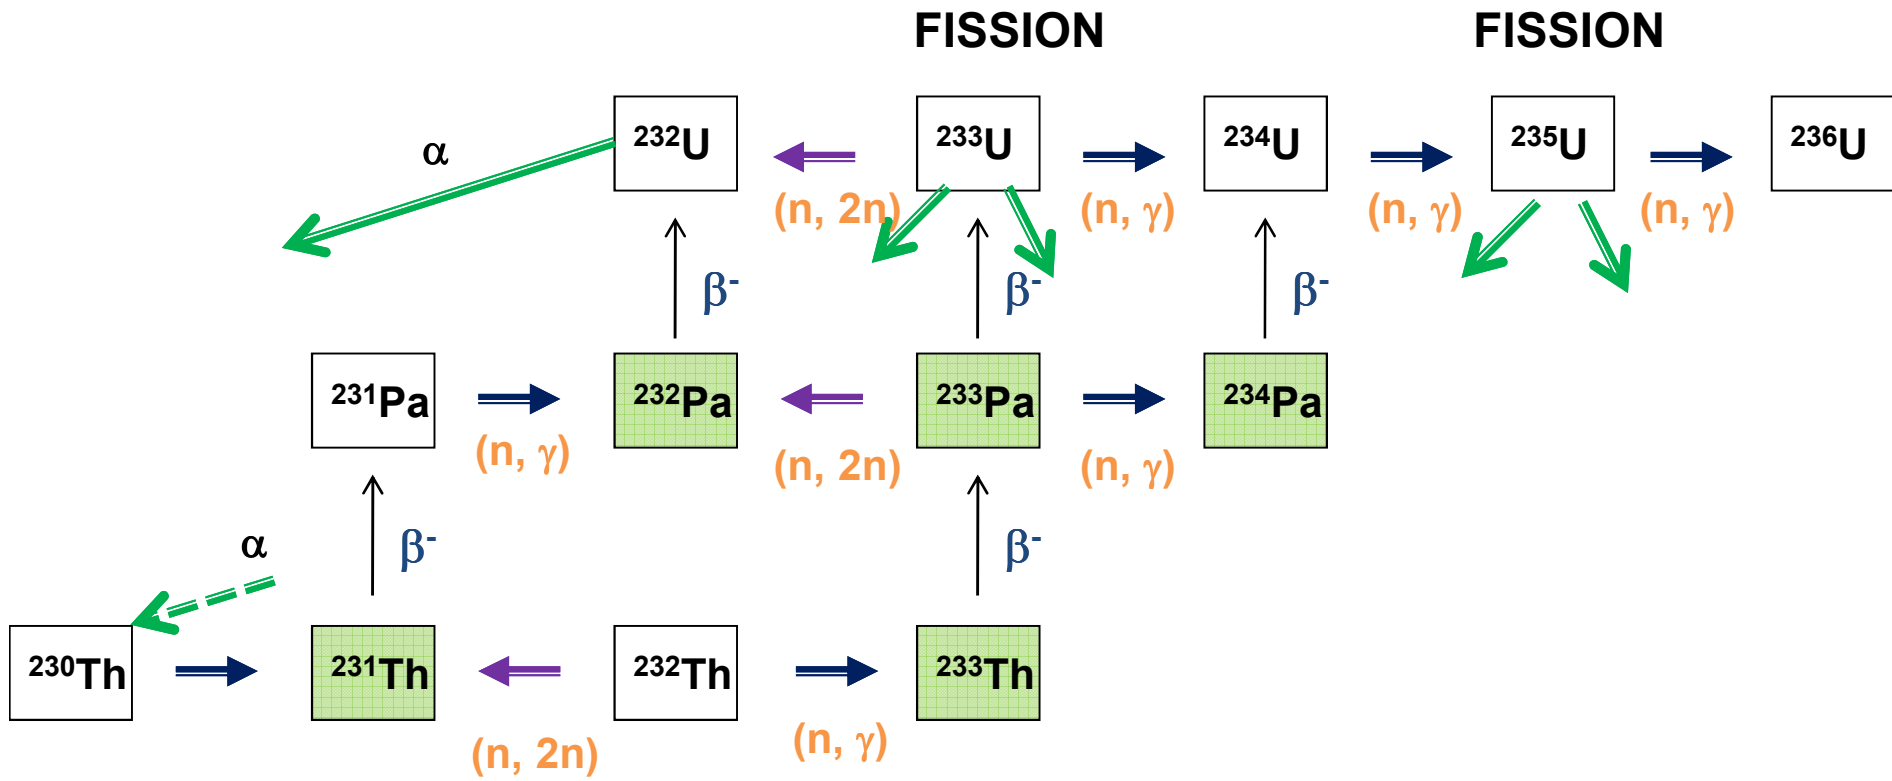 FISSION FISSION
²³²U ²³³U ²³⁴U ²³⁵U ²³⁶U
α
(n, 2n) (n, γ) (n, γ) (n, γ)
β⁻ β⁻ β⁻
²³¹Pa ²³²Pa ²³³Pa ²³⁴Pa
(n, γ) (n, 2n) (n, γ)
α β⁻ β⁻
²³⁰Th ²³¹Th ²³²Th ²³³Th
(n, 2n) (n, γ)